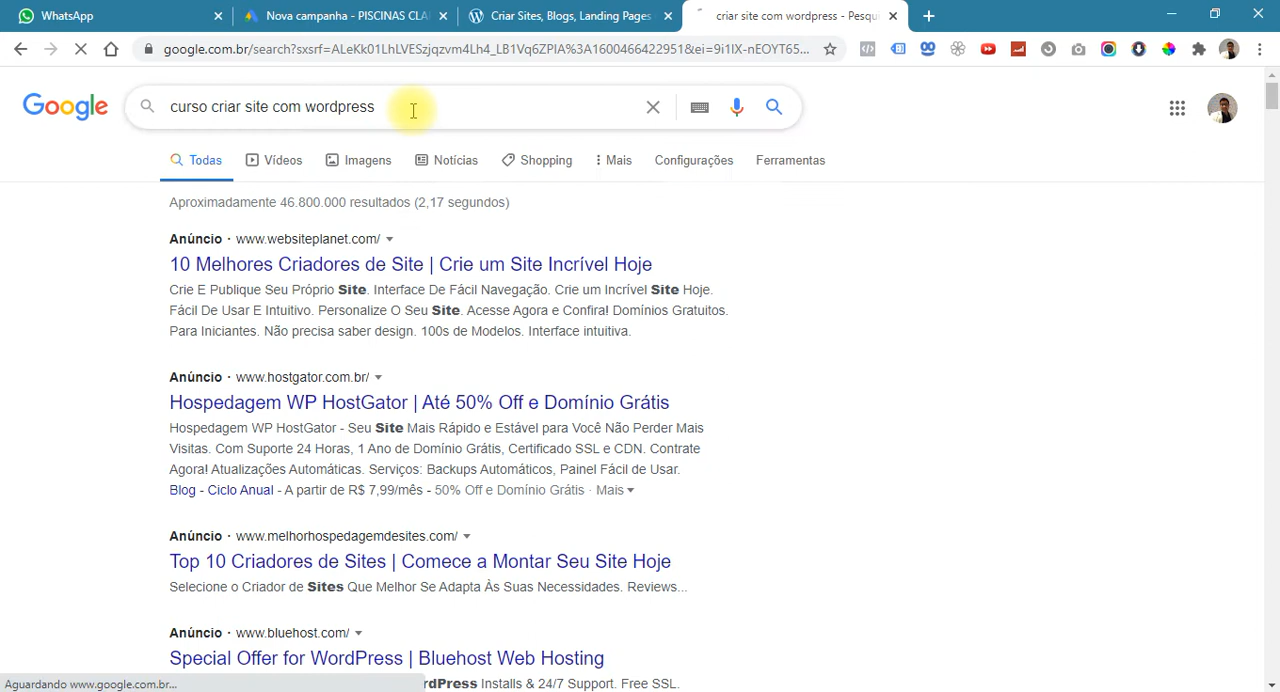 WhatsApp
Nova campanha - PISCINAS CLA
Criar Sites, Blogs, Landing Pages
criar site com wordpress - Pesqu
google.com.br/search?sxsrf=ALeKk01LhLVESzjqzvm4Lh4_LB1Vq6ZPIA%3A1600466422951&ei=9i1lX-nEOYT65...
Google
curso criar site com wordpress
Todas
Vídeos
Imagens
Notícias
Shopping
Mais
Configurações
Ferramentas
Aproximadamente 46.800.000 resultados (2,17 segundos)
Anúncio · www.websiteplanet.com/
10 Melhores Criadores de Site | Crie um Site Incrível Hoje
Crie E Publique Seu Próprio Site. Interface De Fácil Navegação. Crie um Incrível Site Hoje.
Fácil De Usar E Intuitivo. Personalize O Seu Site. Acesse Agora e Confira! Domínios Gratuitos.
Para Iniciantes. Não precisa saber design. 100s de Modelos. Interface intuitiva.
Anúncio · www.hostgator.com.br/
Hospedagem WP HostGator | Até 50% Off e Domínio Grátis
Hospedagem WP HostGator - Seu Site Mais Rápido e Estável para Você Não Perder Mais
Visitas. Com Suporte 24 Horas, 1 Ano de Domínio Grátis, Certificado SSL e CDN. Contrate
Agora! Atualizações Automáticas. Serviços: Backups Automáticos, Painel Fácil de Usar.
Blog - Ciclo Anual - A partir de R$ 7,99/mês - 50% Off e Domínio Grátis · Mais
Anúncio · www.melhorhospedagemdesites.com/
Top 10 Criadores de Sites | Comece a Montar Seu Site Hoje
Selecione o Criador de Sites Que Melhor Se Adapta Às Suas Necessidades. Reviews...
Anúncio · www.bluehost.com/
Special Offer for WordPress | Bluehost Web Hosting
rdPress Installs & 24/7 Support. Free SSL.
Aguardando www.google.com.br...